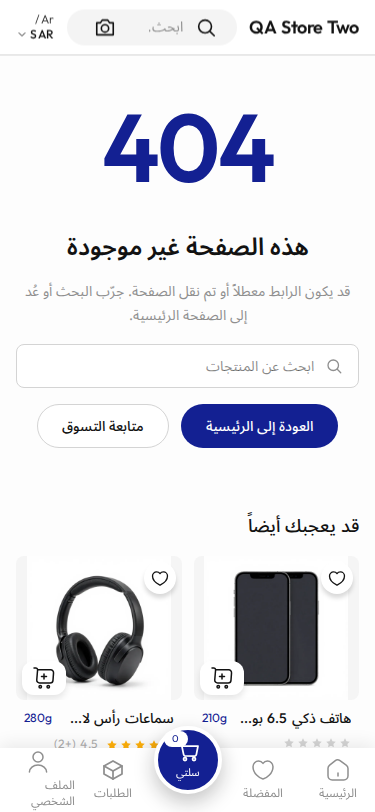 QA Store Two
ابحث.
Ar /
SAR
404
هذه الصفحة غير موجودة
قد يكون الرابط معطلاً أو تم نقل الصفحة. جرّب البحث أو عُد
إلى الصفحة الرئيسية.
ابحث عن المنتجات
العودة إلى الرئيسية
متابعة التسوق
قد يعجبك أيضاً
هاتف ذكي 6.5 بو...
210g
سماعات رأس لا...
280g
4.5 (+2)
الرئيسية
المفضلة
0
سلتي
الطلبات
الملف
الشخصي